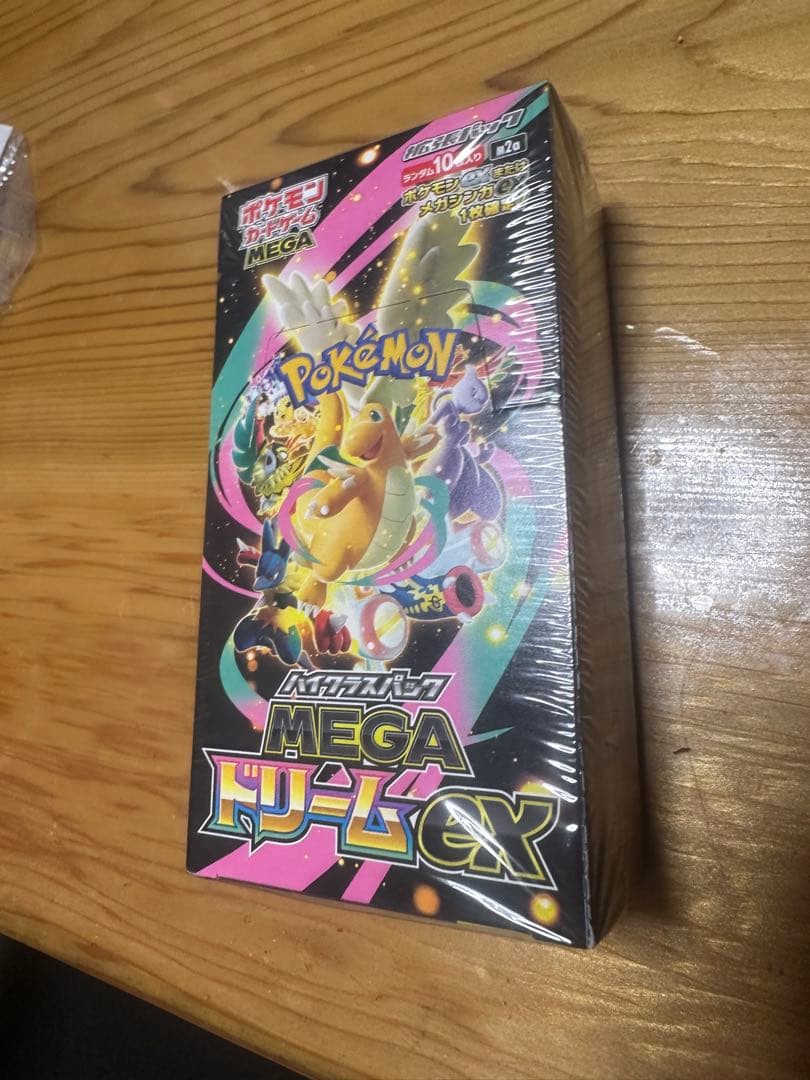 拡張パック
ランダム10枚入り
M2a
ポケモンexまたは
メガシンカex
1枚確定
ポケモン
カードゲーム
MEGA
POKéMON
ハイクラスパック
MEGA
ドリームex